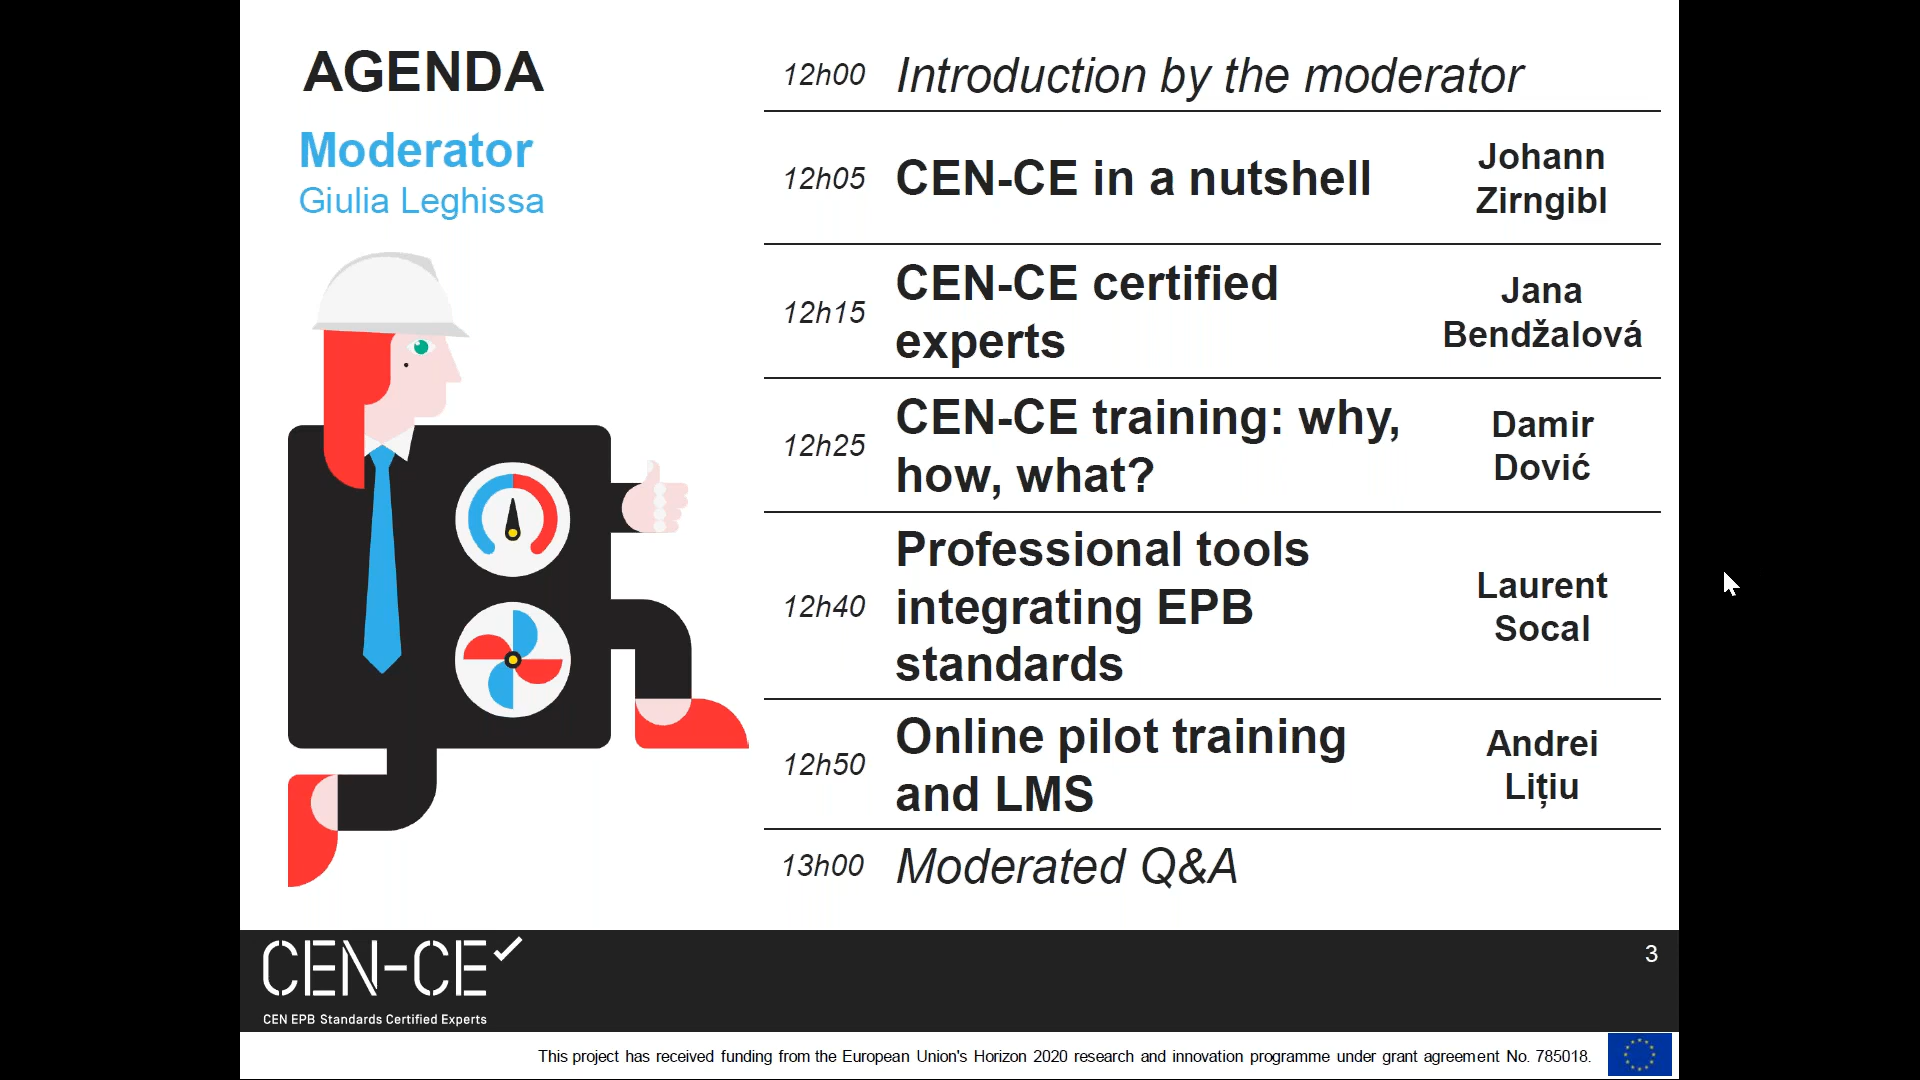 AGENDA
Moderator
Giulia Leghissa
12h00 Introduction by the moderator
12h05 CEN-CE in a nutshell
Johann
Zirngibl
12h15
CEN-CE certified
experts
Jana
Bendžalová
12h25
CEN-CE training: why,
how, what?
Damir
Dović
12h40
Professional tools
integrating EPB
standards
Laurent
Socal
12h50
Online pilot training
and LMS
Andrei
Lițiu
13h00 Moderated Q&A
CEN-CE
CEN EPB Standards Certified Experts
3
This project has received funding from the European Union's Horizon 2020 research and innovation programme under grant agreement No. 785018.